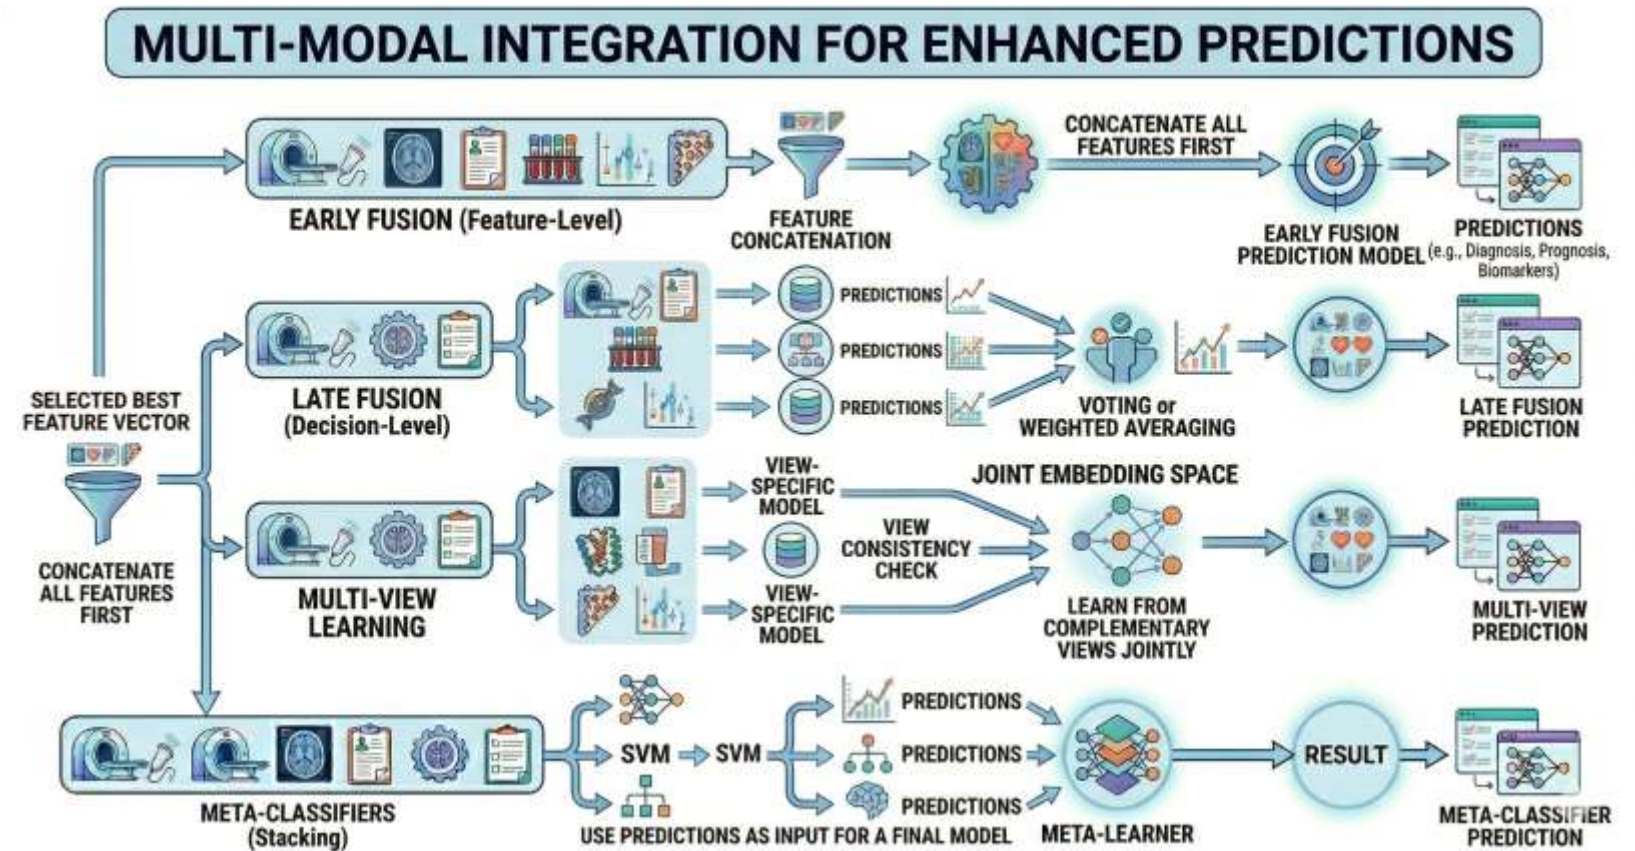 MULTI-MODAL INTEGRATION FOR ENHANCED PREDICTIONS
EARLY FUSION (Feature-Level)
FEATURE
CONCATENATION
CONCATENATE ALL
FEATURES FIRST
EARLY FUSION
PREDICTION MODEL
PREDICTIONS
(e.g., Diagnosis, Prognosis,
Biomarkers)
SELECTED BEST
FEATURE VECTOR
CONCATENATE
ALL FEATURES
FIRST
LATE FUSION
(Decision-Level)
PREDICTIONS
PREDICTIONS
PREDICTIONS
VOTING or
WEIGHTED AVERAGING
LATE FUSION
PREDICTION
MULTI-VIEW
LEARNING
VIEW-
SPECIFIC
MODEL
VIEW-
SPECIFIC
MODEL
VIEW
CONSISTENCY
CHECK
JOINT EMBEDDING SPACE
LEARN FROM
COMPLEMENTARY
VIEWS JOINTLY
MULTI-VIEW
PREDICTION
META-CLASSIFIERS
(Stacking)
SVM
SVM
PREDICTIONS
PREDICTIONS
PREDICTIONS
USE PREDICTIONS AS INPUT FOR A FINAL MODEL
META-LEARNER
RESULT
META-CLASSIFIER
PREDICTION